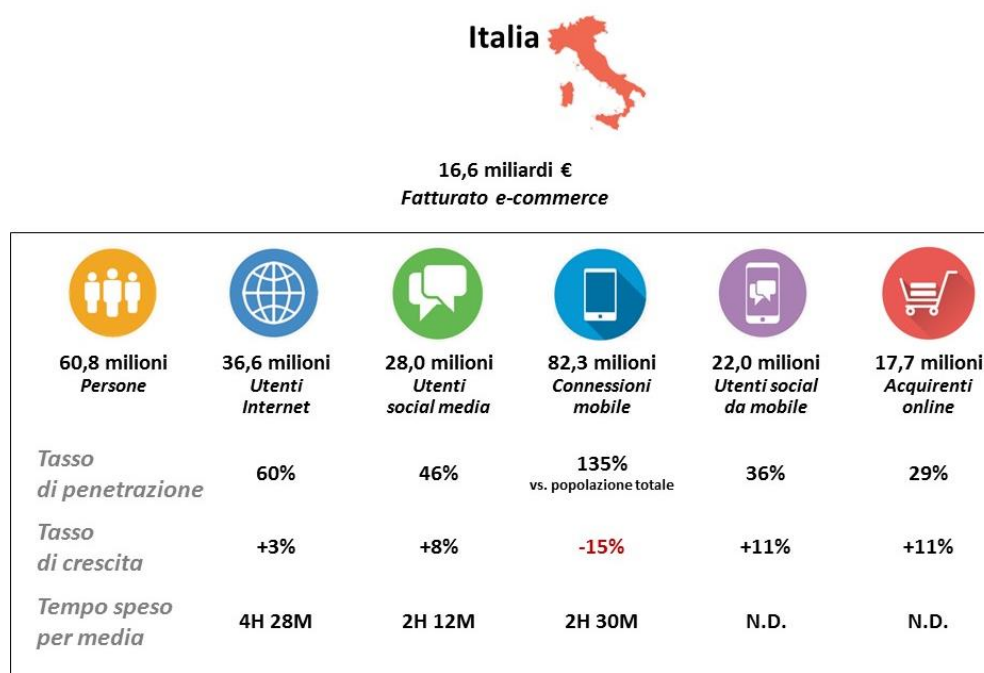 Italia
16,6 miliardi €
Fatturato e-commerce
60,8 milioni
Persone
36,6 milioni
Utenti
Internet
28,0 milioni
Utenti
social media
82,3 milioni
Connessioni
mobile
22,0 milioni
Utenti social
da mobile
17,7 milioni
Acquirenti
online
Tasso
di penetrazione
60%
46%
135%
vs. popolazione totale
36%
29%
Tasso
di crescita
+3%
+8%
-15%
+11%
+11%
Tempo speso
per media
4H 28M
2H 12M
2H 30M
N.D.
N.D.